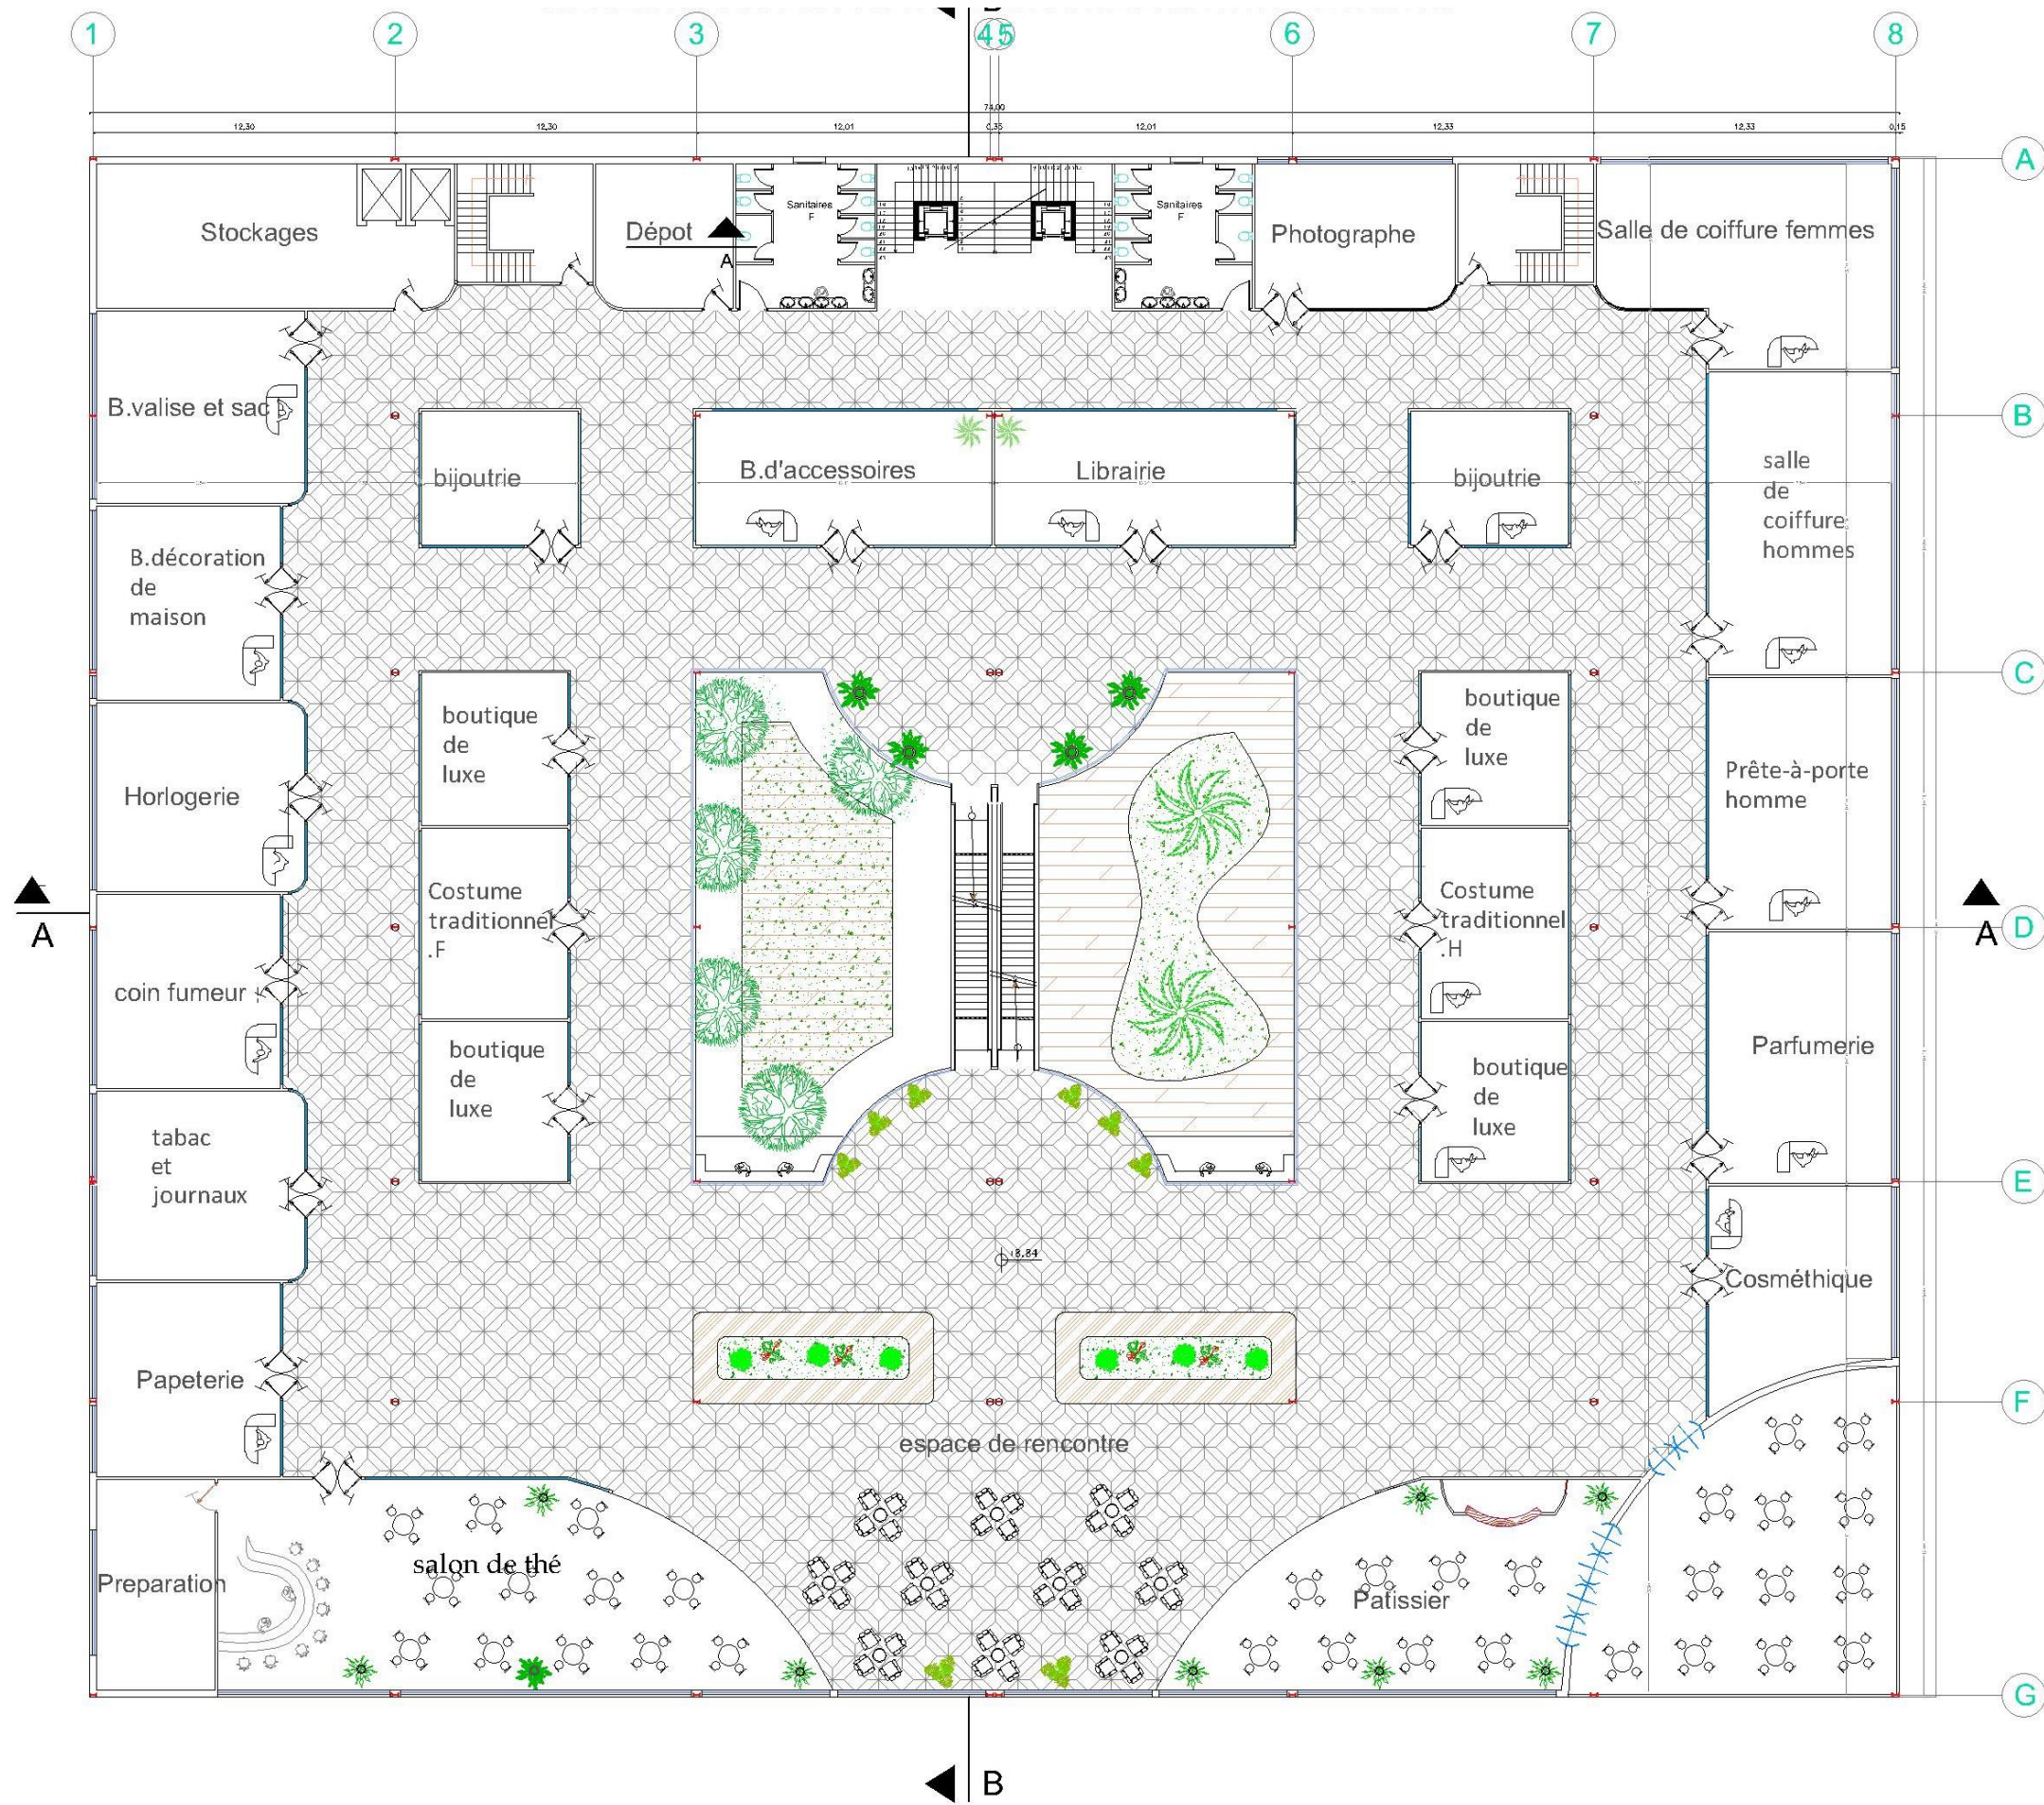 1
2
3
4
5
6
7
8
74,00
12,30
12,30
12,01
0,35
12,01
12,33
12,33
0,15
A
B
C
D
E
F
G
Stockages
Dépot
A
Sanitaires
F
Sanitaires
F
Photographe
Salle de coiffure femmes
B.valise et sac
bijoutrie
B.d'accessoires
Librairie
bijoutrie
salle
de
coiffure
hommes
B.décoration
de
maison
boutique
de
luxe
boutique
de
luxe
Horlogerie
Prête-à-porte
homme
Costume
traditionnel
.F
Costume
traditionnel
.H
A
A
coin fumeur
Parfumerie
boutique
de
luxe
boutique
de
luxe
tabac
et
journaux
8.84
Cosméthique
Papeterie
espace de rencontre
salon de thé
Preparation
Patissier
B